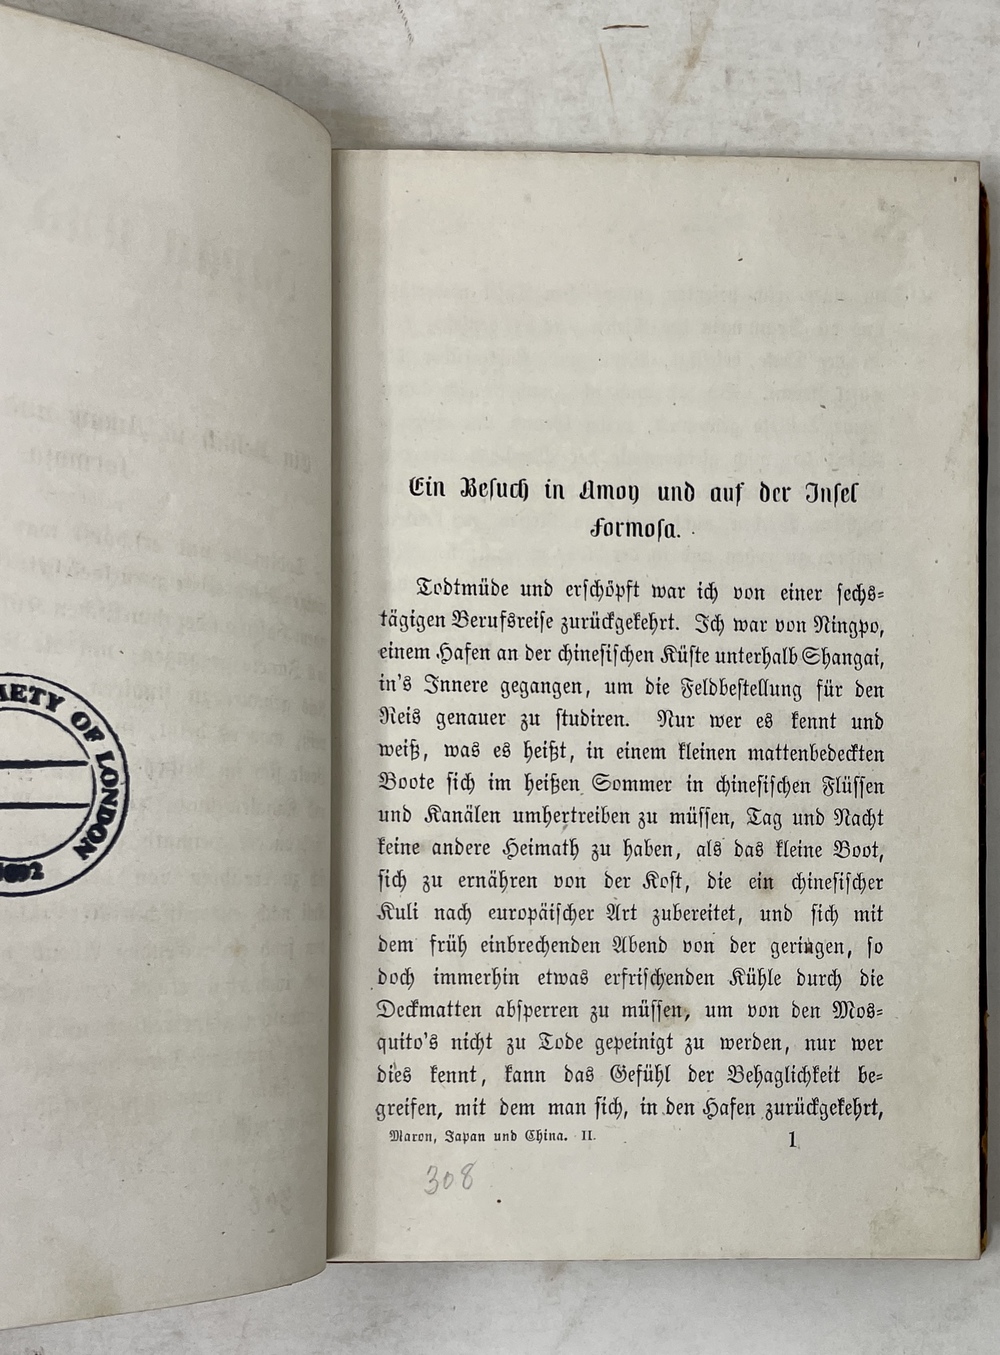 IETY OF LONDON
1892
Ein Beſuch in Amoy und auf der Inſel
Formoſa.
Todtmüde und erſchöpft war ich von einer ſechs=
tägigen Berufsreiſe zurückgekehrt. Ich war von Ningpo,
einem Hafen an der chineſiſchen Küſte unterhalb Shangai,
in's Innere gegangen, um die Feldbeſtellung für den
Reis genauer zu ſtudiren. Nur wer es kennt und
weiß, was es heißt, in einem kleinen mattenbedeckten
Boote ſich im heißen Sommer in chineſiſchen Flüſſen
und Kanälen umhertreiben zu müſſen, Tag und Nacht
keine andere Heimath zu haben, als das kleine Boot,
ſich zu ernähren von der Koſt, die ein chineſiſcher
Kuli nach europäiſcher Art zubereitet, und ſich mit
dem früh einbrechenden Abend von der geringen, ſo
doch immerhin etwas erfriſchenden Kühle durch die
Deckmatten abſperren zu müſſen, um von den Mos=
quito's nicht zu Tode gepeinigt zu werden, nur wer
dies kennt, kann das Gefühl der Behaglichkeit be=
greifen, mit dem man ſich, in den Hafen zurückgekehrt,
Maron, Japan und China. II. 1
308